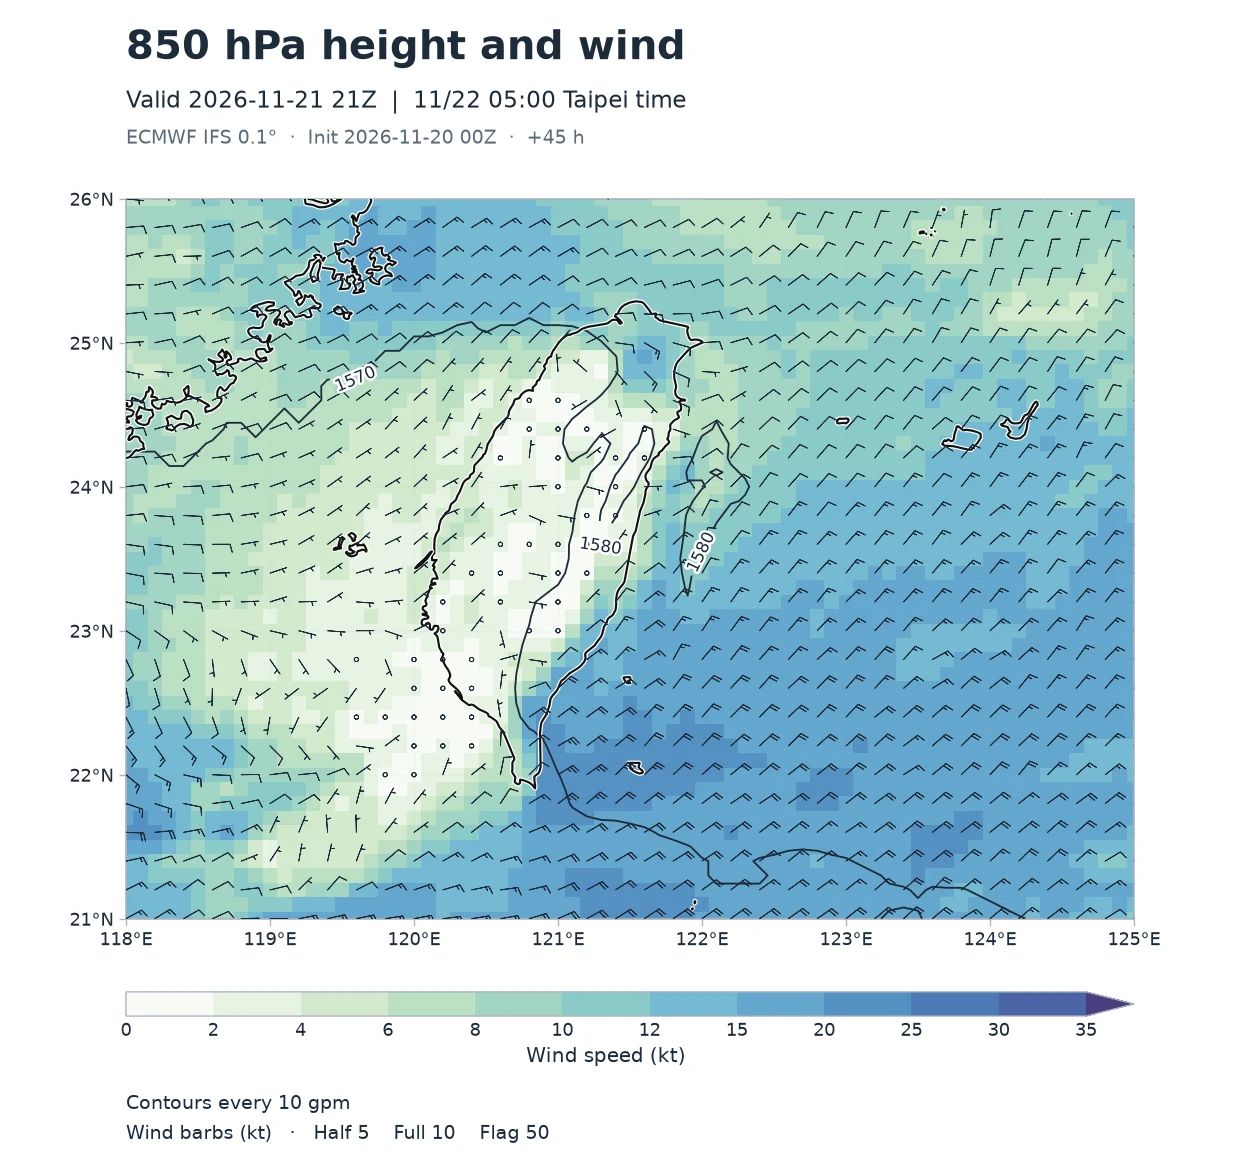 850 hPa height and wind
Valid 2026-11-21 21Z | 11/22 05:00 Taipei time
ECMWF IFS 0.1° · Init 2026-11-20 00Z · +45 h
26°N
25°N
24°N
23°N
22°N
21°N
1570
1580
1580
118°E 119°E 120°E 121°E 122°E 123°E 124°E 125°E
0 2 4 6 8 10 12 15 20 25 30 35
Wind speed (kt)
Contours every 10 gpm
Wind barbs (kt) · Half 5 Full 10 Flag 50